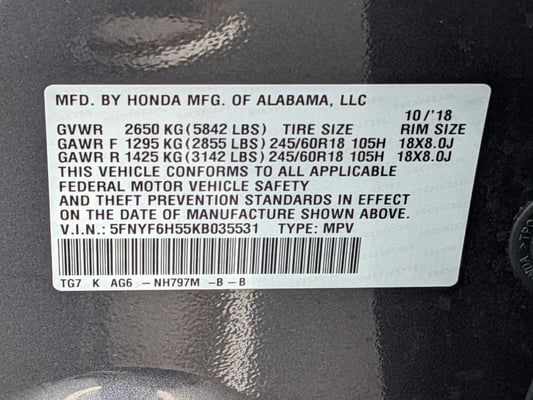 MFD. BY HONDA MFG. OF ALABAMA, LLC
10/'18
GVWR 2650 KG(5842 LBS) TIRE SIZE RIM SIZE
GAWR F 1295 KG(2855 LBS)245/60R18 105H 18X8.0J
GAWR R 1425 KG(3142 LBS)245/60R18 105H 18X8.0J
THIS VEHICLE CONFORMS TO ALL APPLICABLE
FEDERAL MOTOR VEHICLE SAFETY
AND THEFT PREVENTION STANDARDS IN EFFECT
ON THE DATE OF MANUFACTURE SHOWN ABOVE.
V.I.N.: 5FNYF6H55KB035531 TYPE: MPV
TG7 K AG6 -NH797M -B -B